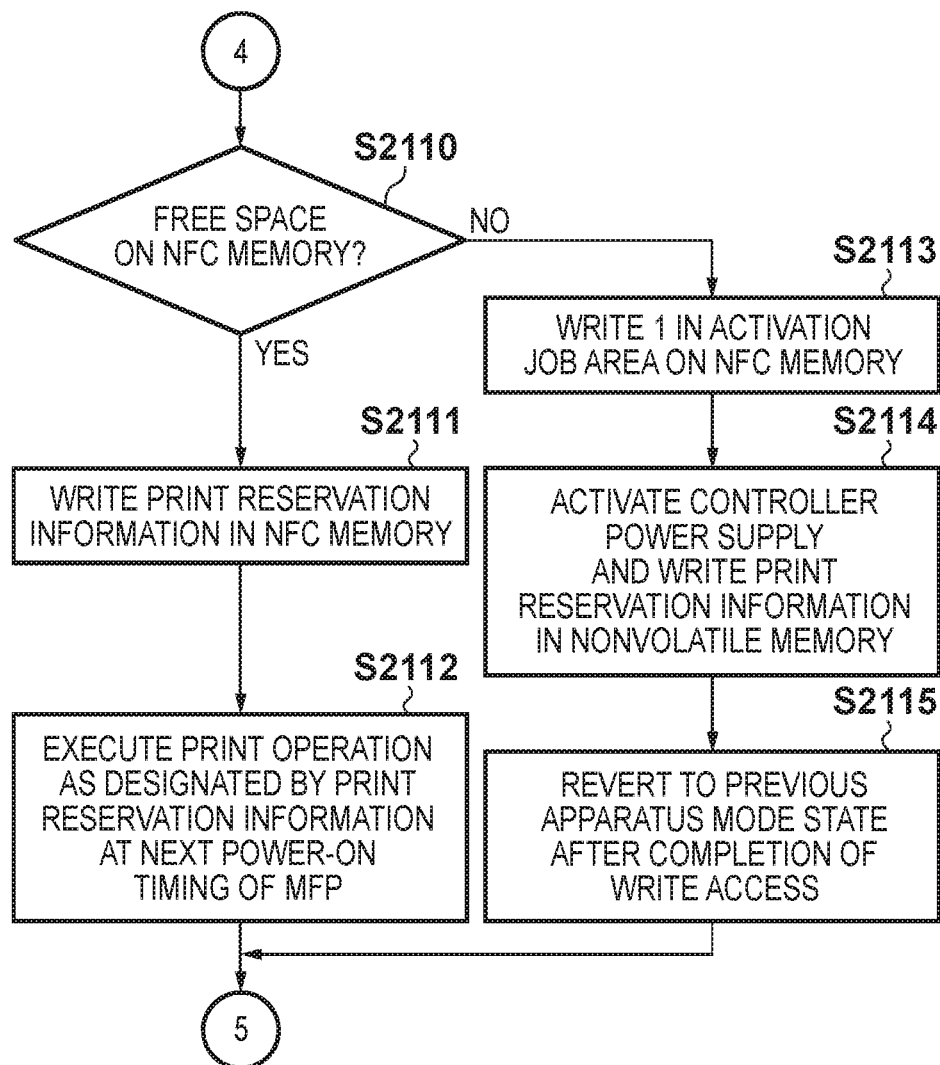 4
S2110
FREE SPACE
ON NFC MEMORY?
NO
YES
S2111
WRITE PRINT RESERVATION
INFORMATION IN NFC MEMORY
S2112
EXECUTE PRINT OPERATION
AS DESIGNATED BY PRINT
RESERVATION INFORMATION
AT NEXT POWER-ON
TIMING OF MFP
S2113
WRITE 1 IN ACTIVATION
JOB AREA ON NFC MEMORY
S2114
ACTIVATE CONTROLLER
POWER SUPPLY
AND WRITE PRINT
RESERVATION INFORMATION
IN NONVOLATILE MEMORY
S2115
REVERT TO PREVIOUS
APPARATUS MODE STATE
AFTER COMPLETION OF
WRITE ACCESS
5